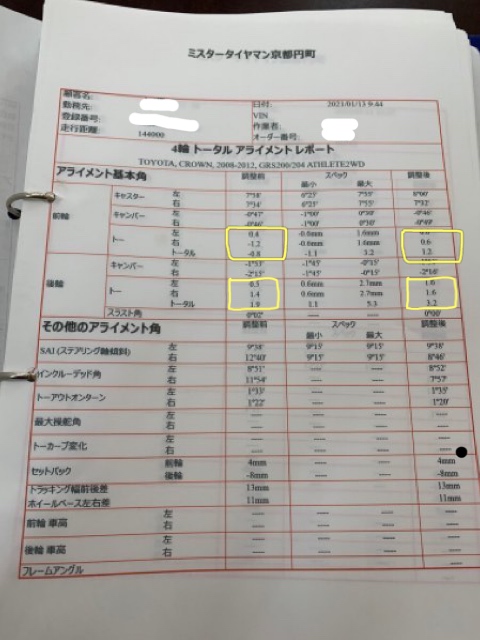 ミスタータイヤマン京都円町
顧客名:
勤務先: 日時: 2021/01/13 9:44
登録番号: VIN
走行距離: 144000 作業者:
オーダー番号:
4輪 トータル アライメント レポート
TOYOTA, CROWN, 2008-2012, GRS200/204 ATHLETE2WD
アライメント基本角 調整前 スペック 調整後
最小 最大
前輪
キャスター 左 7°38' 6°25' 7°55' 8°00'
右 7°34' 6°25' 7°55' 7°32'
キャンバー 左 -0°47' -1°00' 0°30' -0°46'
右 -0°46' -1°00' 0°30' -0°49'
トー 左 0.4 -0.6mm 1.6mm
右 -1.2 -0.6mm 1.6mm 0.6
トータル -0.8 -1.1 3.2 1.2
後輪
キャンバー 左 -1°53' -1°45' -0°15'
右 -2°15' -1°45' -0°15' -2°16'
トー 左 0.5 0.6mm 2.7mm 1.6
右 1.4 0.6mm 2.7mm 1.6
トータル 1.9 1.1 5.3 3.2
スラスト角 0°02' 0°00'
その他のアライメント角 調整前 スペック 調整後
最小 最大
SAI (ステアリング軸傾斜) 左 9°38' 9°15' 9°15' 9°38'
右 12°40' 9°15' 9°15' 8°46'
インクルーデッド角 左 8°51' ---- ---- 8°52'
右 11°54' ---- ---- 7°57'
トーアウトオンターン 左 1°33' ---- ---- 1°35'
右 1°22' ---- ---- 1°20'
最大操舵角 左 ---- ---- ---- ----
右 ---- ---- ---- ----
トーカーブ変化 左 ---- ---- ---- ----
右 ---- ---- ---- ----
セットバック 前輪 4mm ---- ---- 4mm
後輪 -8mm ---- ---- -8mm
トラッキング幅前後差 13mm ---- ---- 13mm
ホイールベース左右差 11mm ---- ---- 11mm
前輪 車高 左 ---- ---- ---- ----
右 ---- ---- ---- ----
後輪 車高 左 ---- ---- ---- ----
右 ---- ---- ---- ----
フレームアングル ---- ---- ---- ----